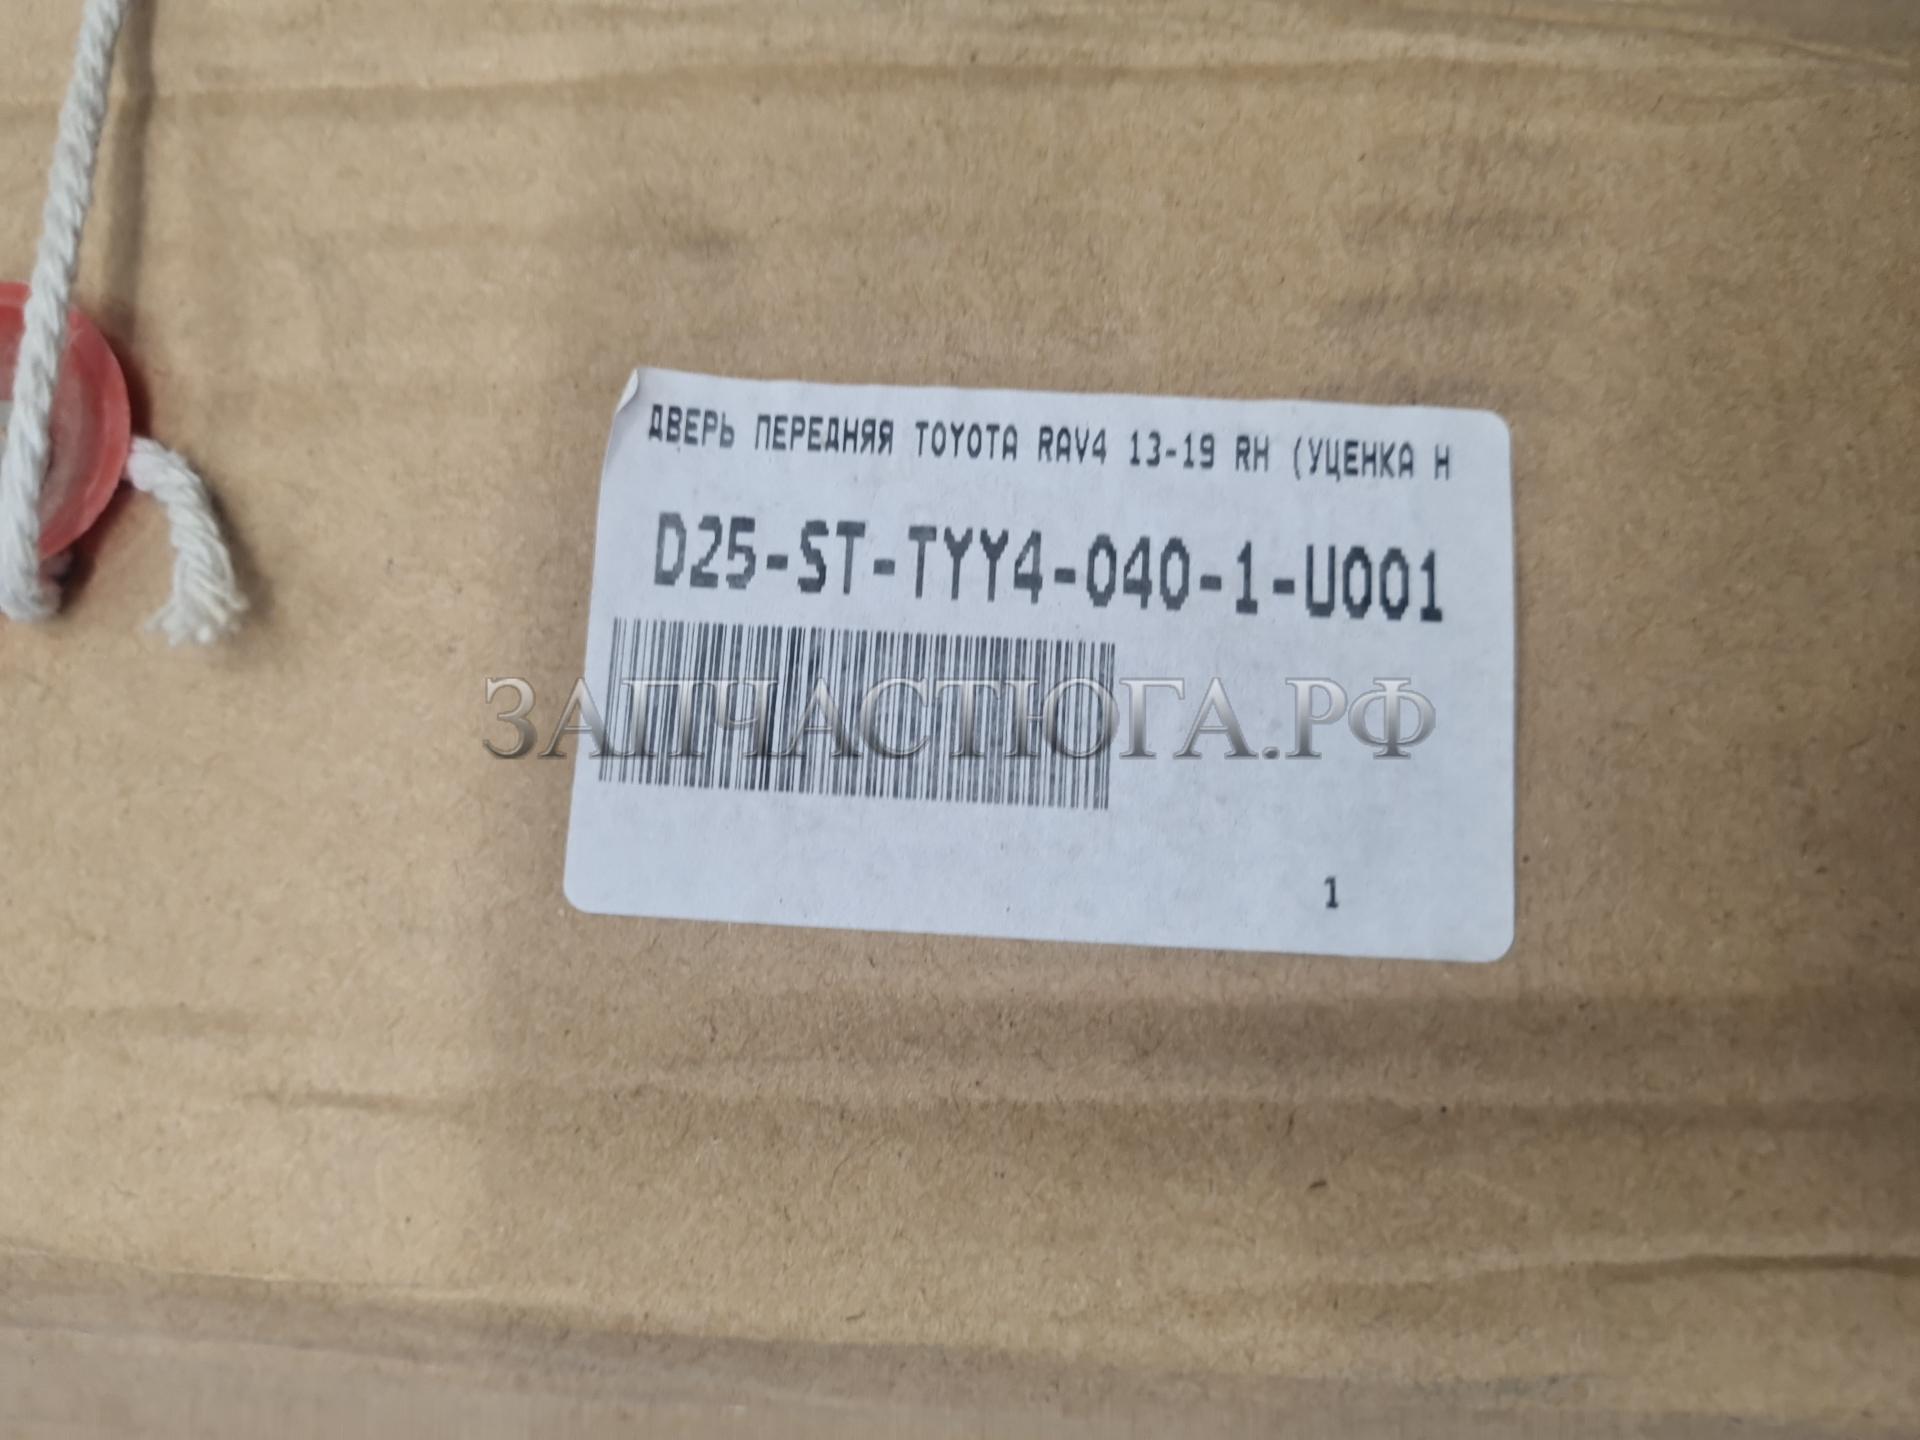 ДВЕРЬ ПЕРЕДНЯЯ TOYOTA RAV4 13-19 RH (УЦЕНКА Н
D25-ST-TYY4-040-1-U001
ЗАПЧАСТЮГА.РФ
1